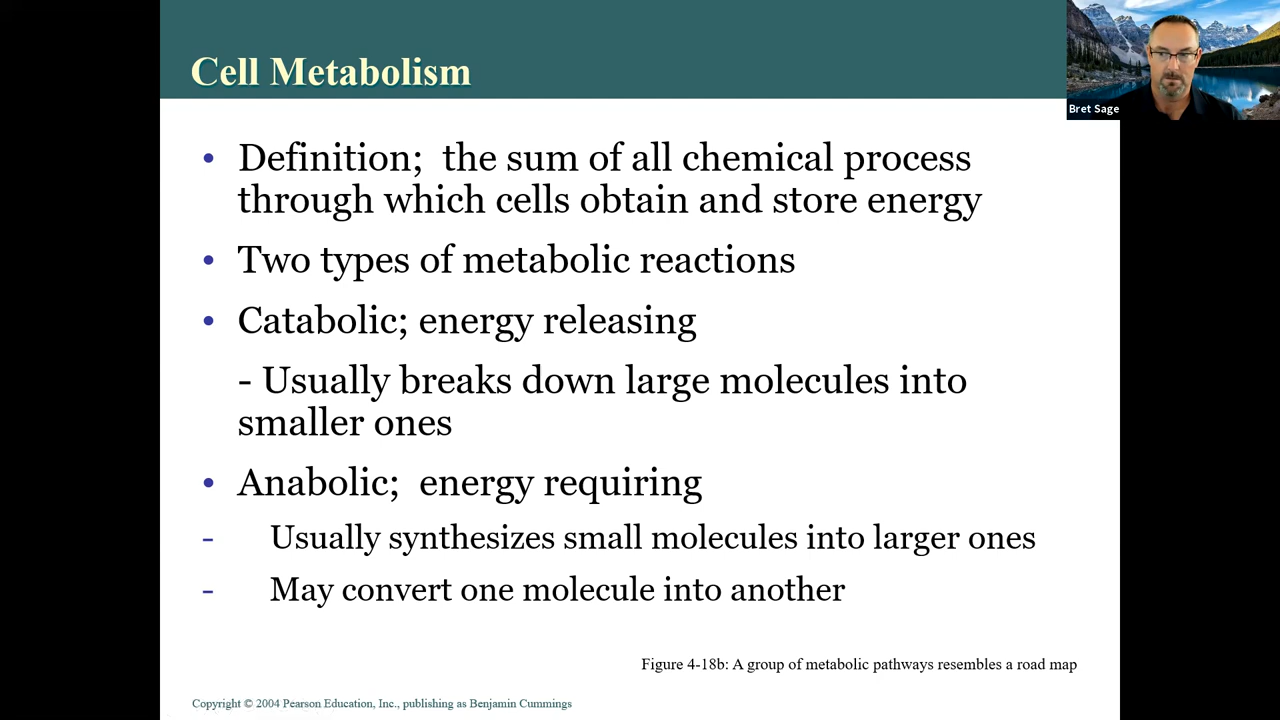 Cell Metabolism
Bret Sage
• Definition;  the sum of all chemical process
through which cells obtain and store energy
• Two types of metabolic reactions
• Catabolic; energy releasing
- Usually breaks down large molecules into
smaller ones
• Anabolic;  energy requiring
- Usually synthesizes small molecules into larger ones
- May convert one molecule into another
Figure 4-18b: A group of metabolic pathways resembles a road map
Copyright © 2004 Pearson Education, Inc., publishing as Benjamin Cummings